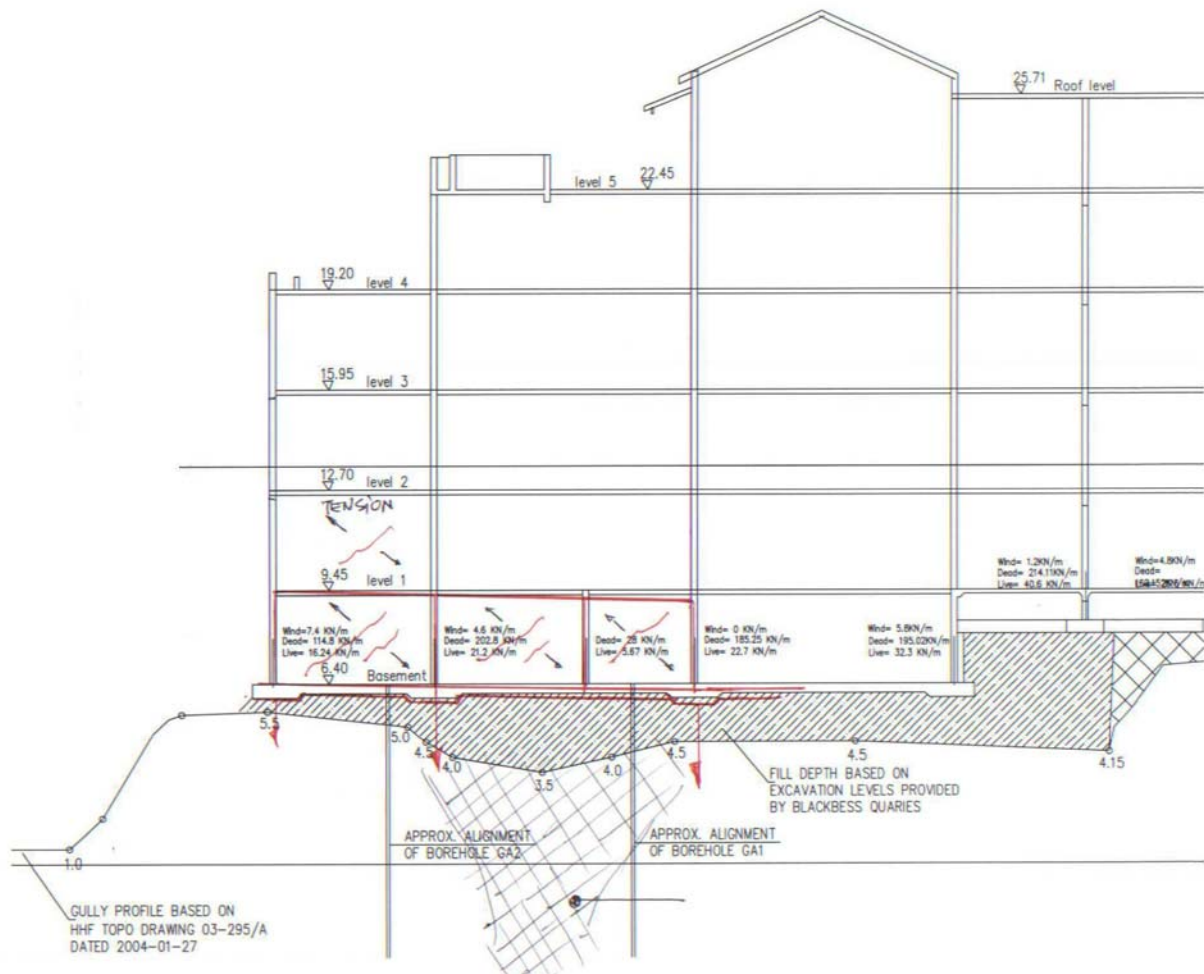 25.71 Roof level
level 5 22.45
19.20 level 4
15.95 level 3
12.70 level 2
TENSION
9.45 level 1
Wind= 1.2KN/m
Dead= 214.11KN/m
Live= 40.6 KN/m
Wind=4.8KN/m
Dead=
Wind=7.4 KN/m
Dead= 114.8 KN/m
Live= 16.24 KN/m
Wind= 4.6 KN/m
Dead= 202.8 KN/m
Live= 21.2 KN/m
Dead= 28 KN/m
Live= 5.67 KN/m
Wind= 0 KN/m
Dead= 185.25 KN/m
Live= 22.7 KN/m
Wind= 5.8KN/m
Dead= 195.02KN/m
Live= 32.3 KN/m
6.40 Basement
5.5
5.0
4.5
4.0
3.5
4.0
4.5
4.5
4.15
1.0
FILL DEPTH BASED ON
EXCAVATION LEVELS PROVIDED
BY BLACKBESS QUARIES
APPROX. ALIGNMENT
OF BOREHOLE GA2
APPROX. ALIGNMENT
OF BOREHOLE GA1
GULLY PROFILE BASED ON
HHF TOPO DRAWING 03-295/A
DATED 2004-01-27